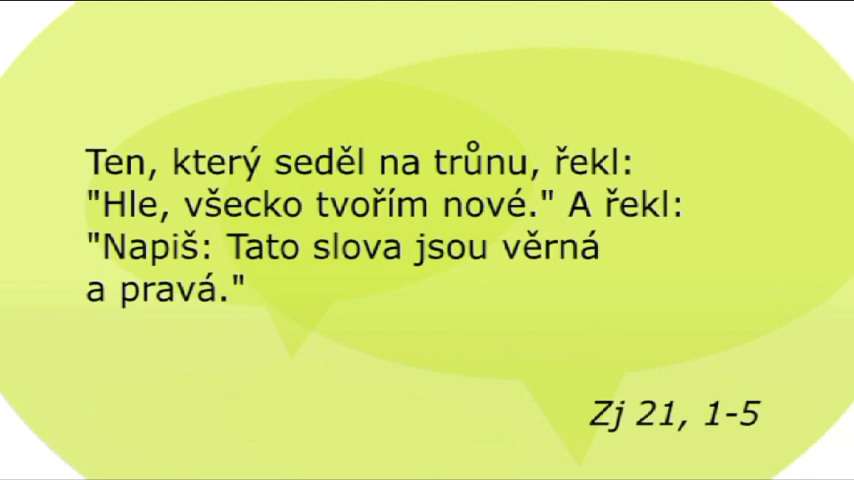 Ten, který seděl na trůnu, řekl:
"Hle, všecko tvořím nové." A řekl:
"Napiš: Tato slova jsou věrná
a pravá."
Zj 21, 1-5